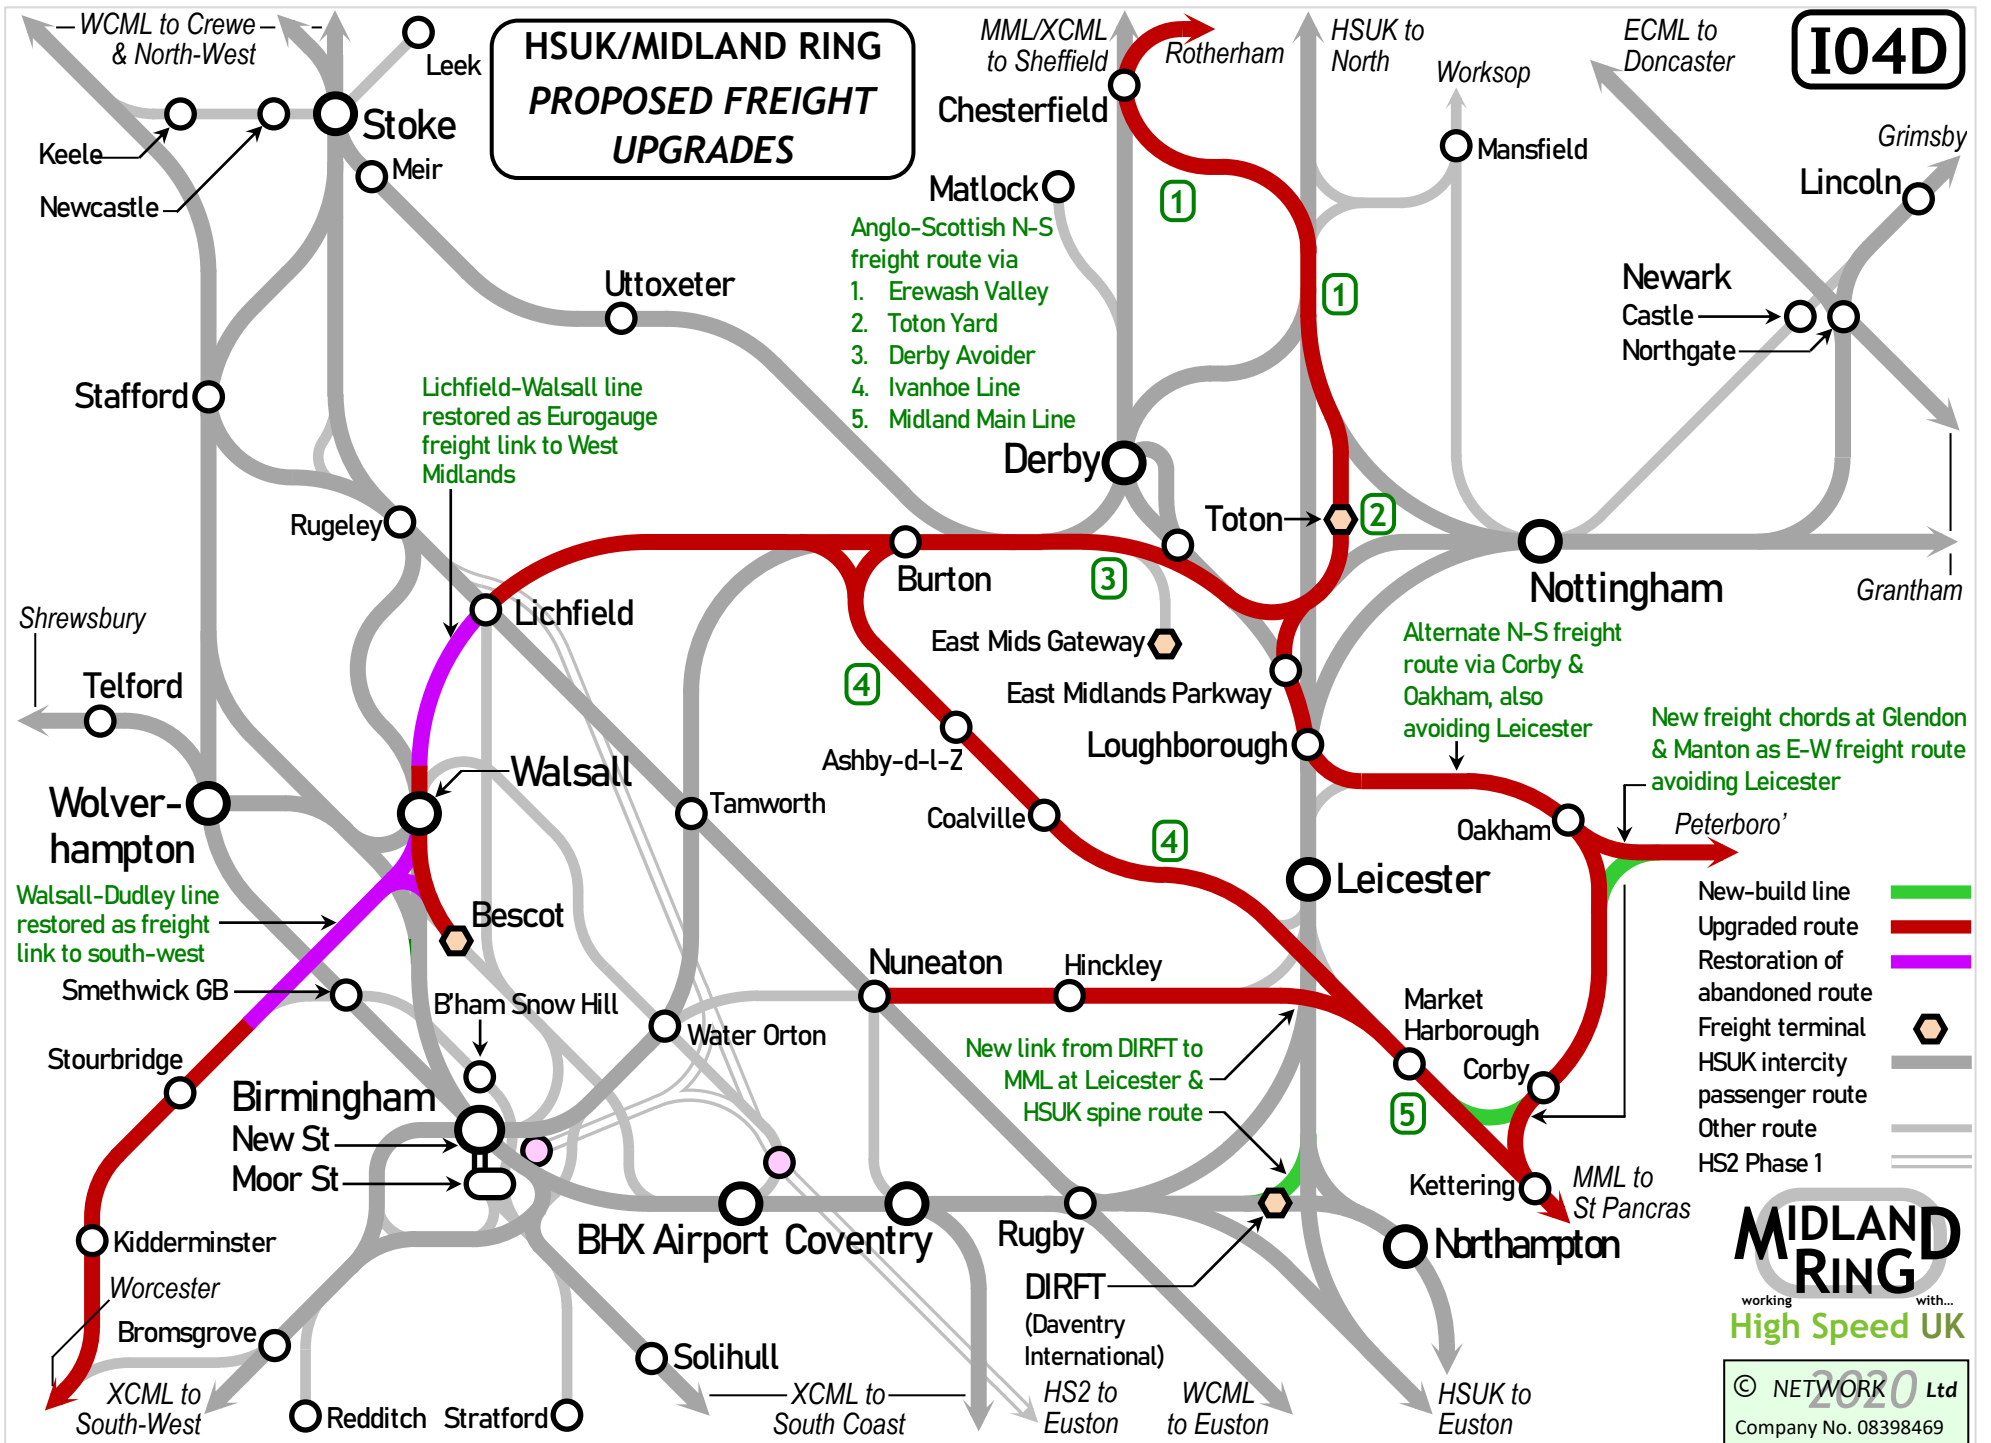 WCML to Crewe
& North-West
Leek
Keele
Newcastle
Stoke
Meir
HSUK/MIDLAND RING
PROPOSED FREIGHT
UPGRADES
MML/XCML
to Sheffield
Rotherham
Chesterfield
HSUK to
North
Worksop
Mansfield
ECML to
Doncaster
I04D
Grimsby
Lincoln
Matlock
1
Anglo-Scottish N-S
freight route via
1. Erewash Valley
2. Toton Yard
3. Derby Avoider
4. Ivanhoe Line
5. Midland Main Line
1
Newark
Castle
Northgate
Uttoxeter
Stafford
Lichfield-Walsall line
restored as Eurogauge
freight link to West
Midlands
Derby
Toton
2
Rugeley
Burton
3
Nottingham
Grantham
Shrewsbury
Lichfield
East Mids Gateway
Alternate N-S freight
route via Corby &
Oakham, also
avoiding Leicester
Telford
4
East Midlands Parkway
New freight chords at Glendon
& Manton as E-W freight route
avoiding Leicester
Loughborough
Ashby-d-l-Z
Walsall
Wolver-
hampton
Tamworth
Coalville
4
Oakham
Peterboro'
Leicester
Walsall-Dudley line
restored as freight
link to south-west
Bescot
New-build line
Upgraded route
Restoration of
abandoned route
Freight terminal
HSUK intercity
passenger route
Other route
HS2 Phase 1
Smethwick GB
B'ham Snow Hill
Nuneaton
Hinckley
Market
Harborough
Water Orton
Stourbridge
New link from DIRFT to
MML at Leicester &
HSUK spine route
Corby
5
Birmingham
New St
Moor St
Kettering
MML to
St Pancras
BHX Airport
Coventry
Rugby
Northampton
Kidderminster
Worcester
DIRFT
(Daventry
International)
Bromsgrove
Solihull
MIDLAND
RING
working
with...
High Speed UK
XCML to
South-West
Redditch
Stratford
XCML to
South Coast
HS2 to
Euston
WCML
to Euston
HSUK to
Euston
© NETWORK 2020 Ltd
Company No. 08398469